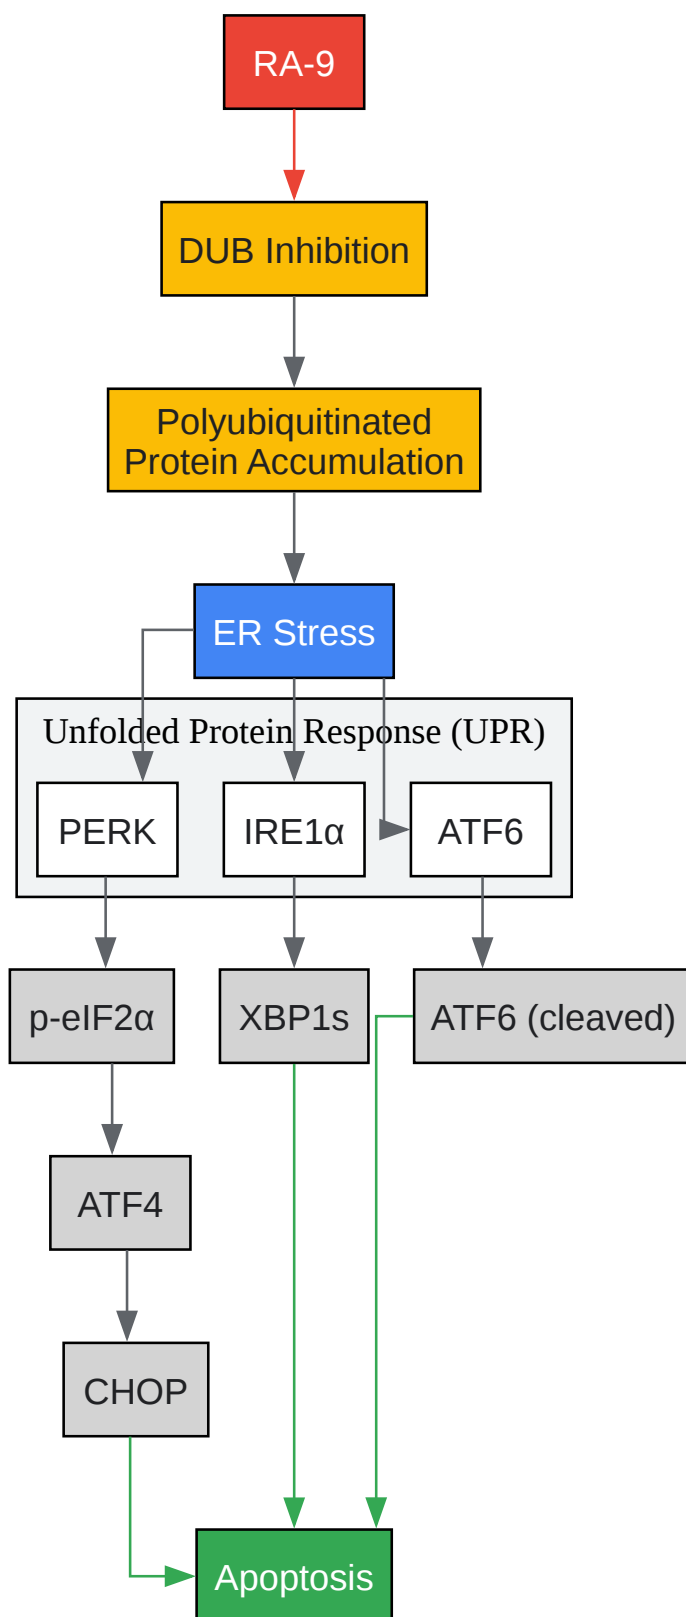 RA-9
DUB Inhibition
Polyubiquitinated
Protein Accumulation
ER Stress
Unfolded Protein Response (UPR)
PERK
IRE1α
ATF6
p-eIF2α
XBP1s
ATF6 (cleaved)
ATF4
CHOP
Apoptosis